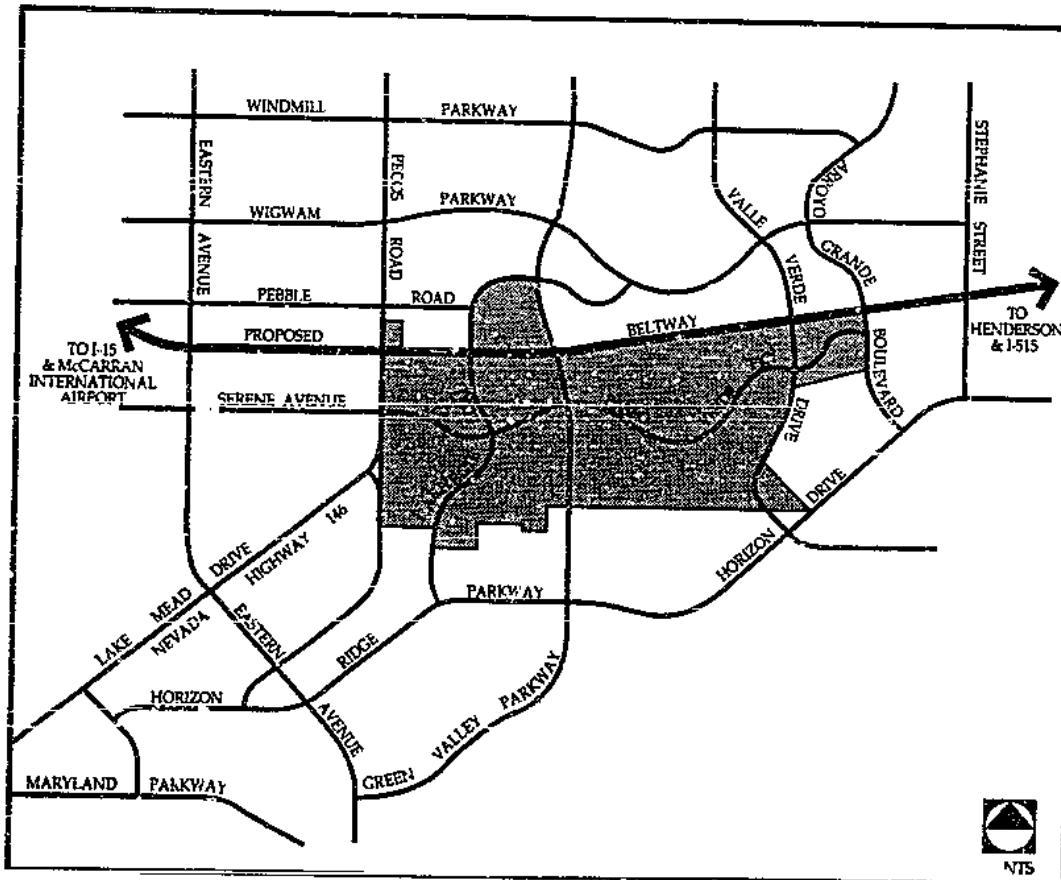 WINDMILL PARKWAY
EASTERN AVENUE
PECOS ROAD
STEPHANIE STREET
ARROYO GRANDE BOULEVARD
WIGWAM PARKWAY
VALLE VERDE DRIVE
PEBBLE ROAD
PROPOSED BELTWAY
TO I-15
& McCARRAN
INTERNATIONAL
AIRPORT
TO
HENDERSON
& I-515
SERENE AVENUE
LAKE MEAD DRIVE
NEVADA HIGHWAY 146
EASTERN AVENUE
HORIZON RIDGE PARKWAY
HORIZON DRIVE
GREEN VALLEY PARKWAY
MARYLAND PARKWAY
NTS